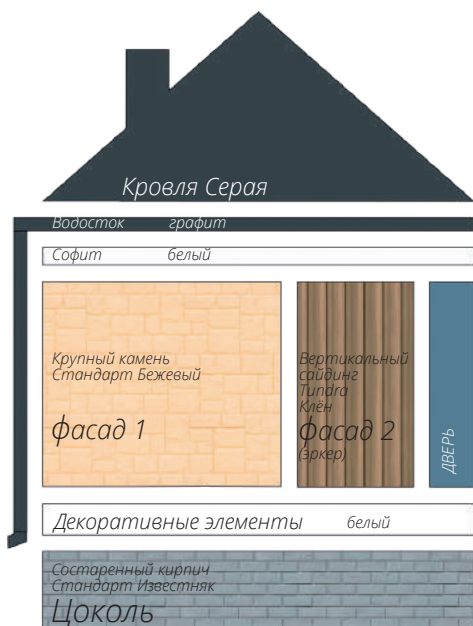 Кровля Серая
Водосток графит
Софит белый
Крупный камень
Стандарт Бежевый
фасад 1
Вертикальный
сайдинг
Tundra
Клён
фасад 2
(эркер)
ДВЕРЬ
Декоративные элементы белый
Состаренный кирпич
Стандарт Известняк
Цоколь